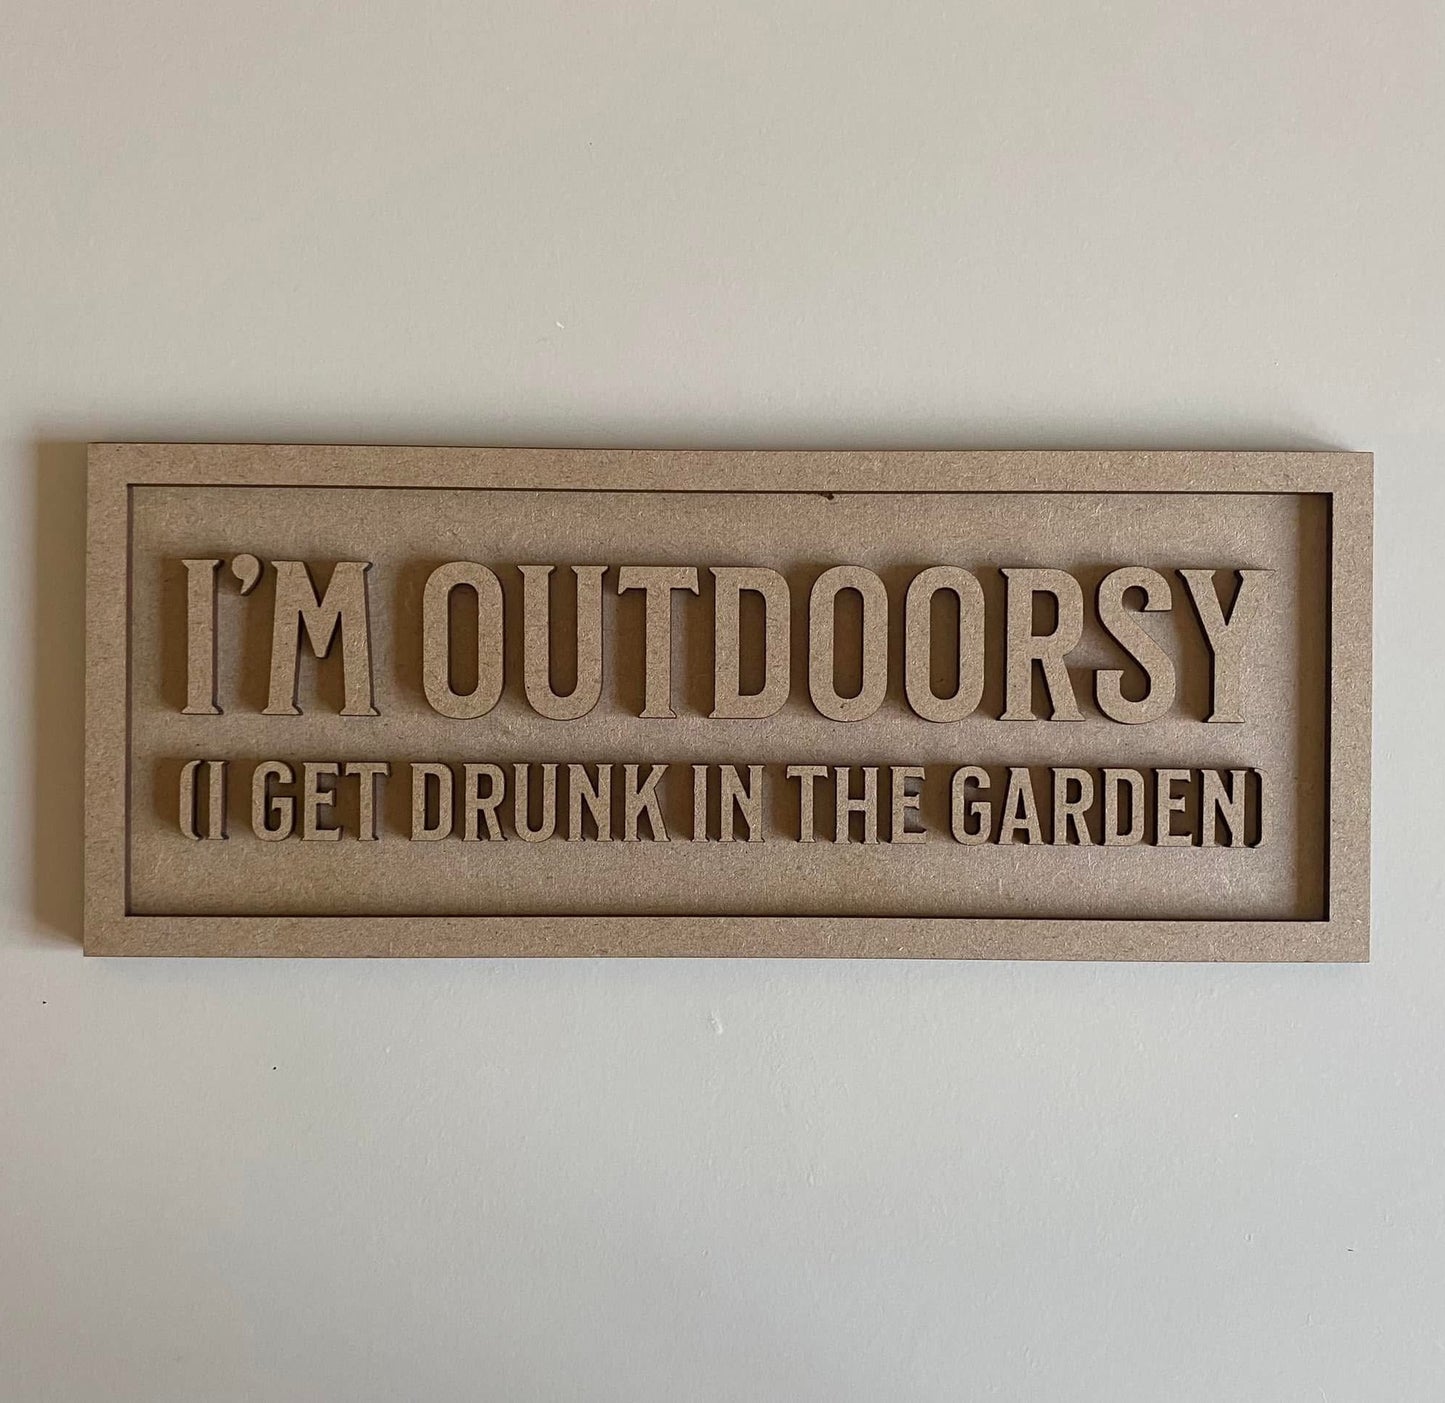 I'M OUTDOORSY
(I GET DRUNK IN THE GARDEN)